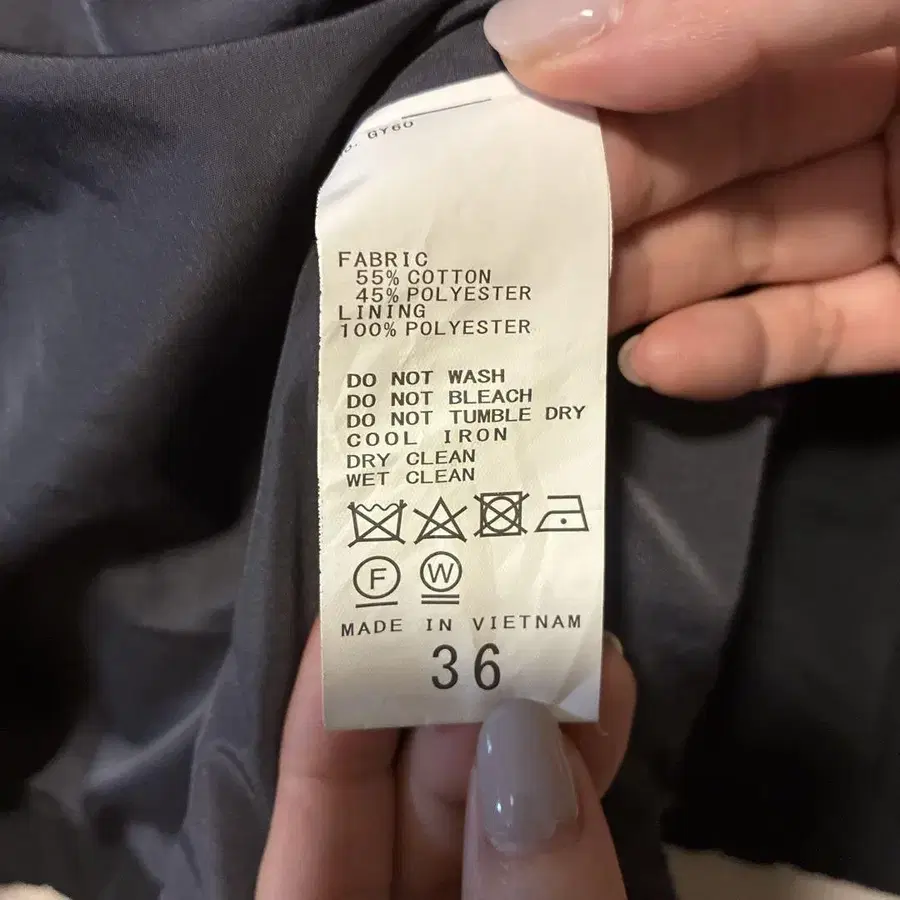 GY60
FABRIC
55% COTTON
45% POLYESTER
LINING
100% POLYESTER
DO NOT WASH
DO NOT BLEACH
DO NOT TUMBLE DRY
COOL IRON
DRY CLEAN
WET CLEAN
F W
MADE IN VIETNAM
36